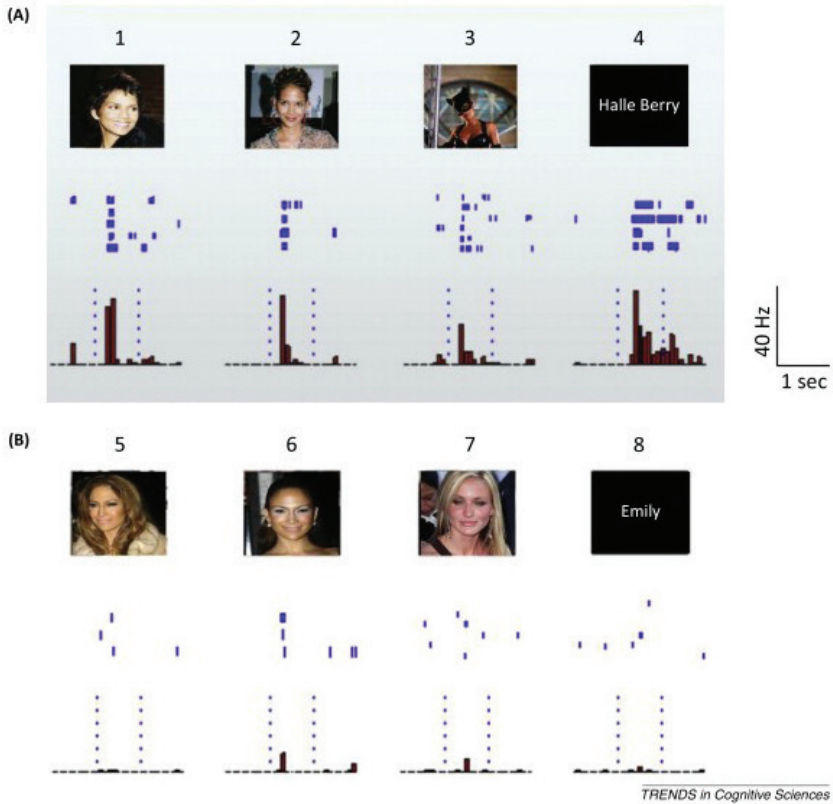 (A)
1 2 3 4
Halle Berry
40 Hz
1 sec
(B)
5 6 7 8
Emily
TRENDS in Cognitive Sciences